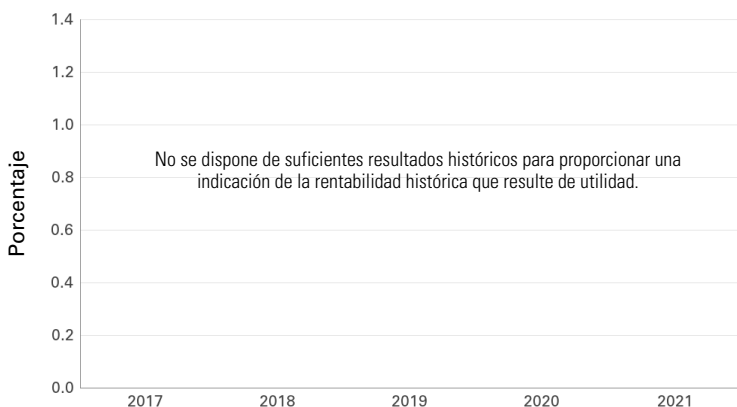 1.4
1.2
1.0
No se dispone de suficientes resultados históricos para proporcionar una
0.8
indicación de la rentabilidad histórica que resulte de utilidad.
0.6
0.4
0.2
0.0
Porcentaje
2017 2018 2019 2020 2021